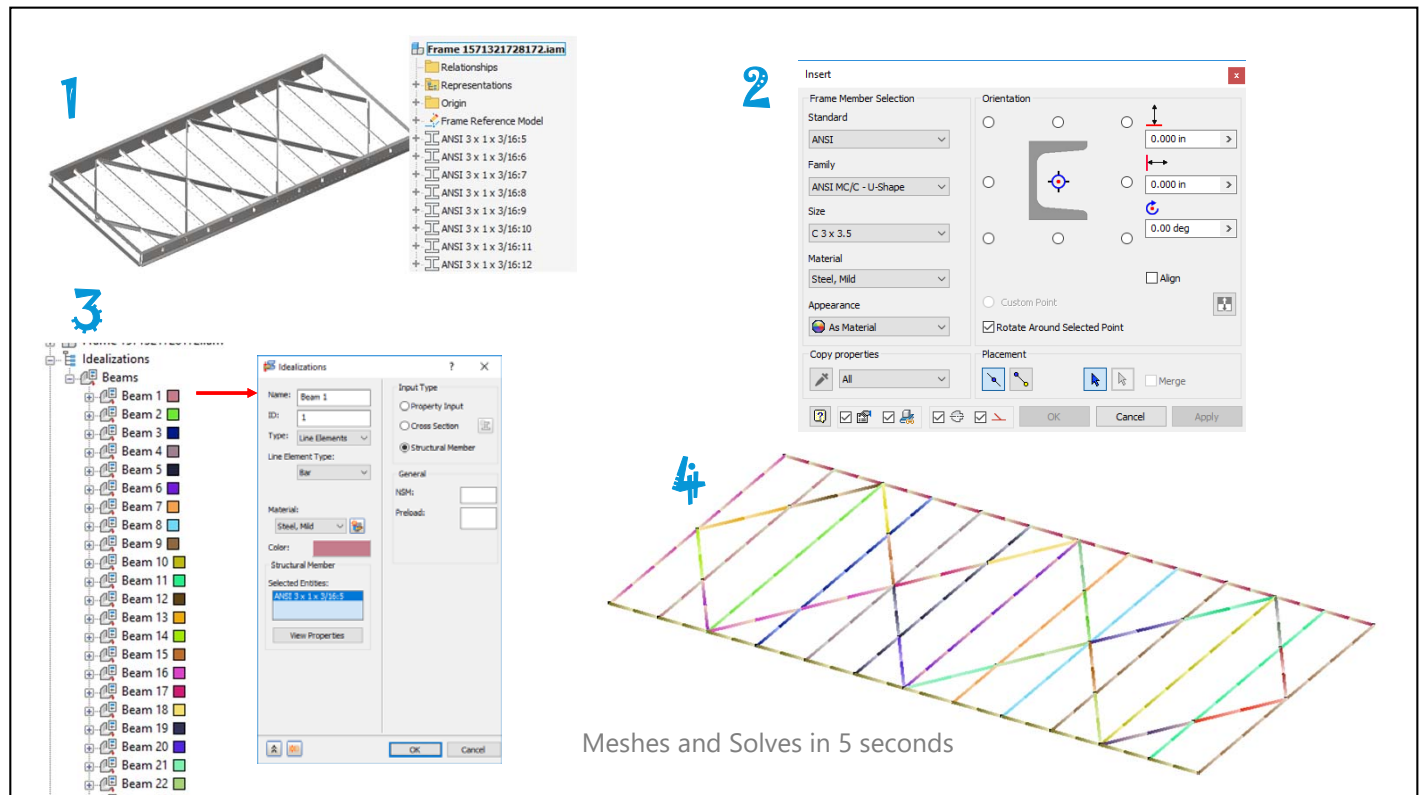 1
Frame 1571321728172.iam
Relationships
Representations
Origin
Frame Reference Model
ANSI 3 x 1 x 3/16:5
ANSI 3 x 1 x 3/16:6
ANSI 3 x 1 x 3/16:7
ANSI 3 x 1 x 3/16:8
ANSI 3 x 1 x 3/16:9
ANSI 3 x 1 x 3/16:10
ANSI 3 x 1 x 3/16:11
ANSI 3 x 1 x 3/16:12
2
Insert
x
Frame Member Selection
Standard
ANSI
Family
ANSI MC/C - U-Shape
Size
C 3 x 3.5
Material
Steel, Mild
Appearance
As Material
Copy properties
All
Orientation
0.000 in
0.000 in
0.00 deg
Align
Custom Point
Rotate Around Selected Point
Placement
Merge
OK
Cancel
Apply
3
Idealizations
Beams
Beam 1
Beam 2
Beam 3
Beam 4
Beam 5
Beam 6
Beam 7
Beam 8
Beam 9
Beam 10
Beam 11
Beam 12
Beam 13
Beam 14
Beam 15
Beam 16
Beam 17
Beam 18
Beam 19
Beam 20
Beam 21
Beam 22
Idealizations
?
Name: Beam 1
ID: 1
Type: Line Elements
Line Element Type:
Bar
Material:
Steel, Mild
Color:
Structural Member
Selected Entities:
ANSI 3 x 1 x 3/16:5
View Properties
Input Type
Property Input
Cross Section
Structural Member
General
NSM:
Preload:
OK
Cancel
4
Meshes and Solves in 5 seconds